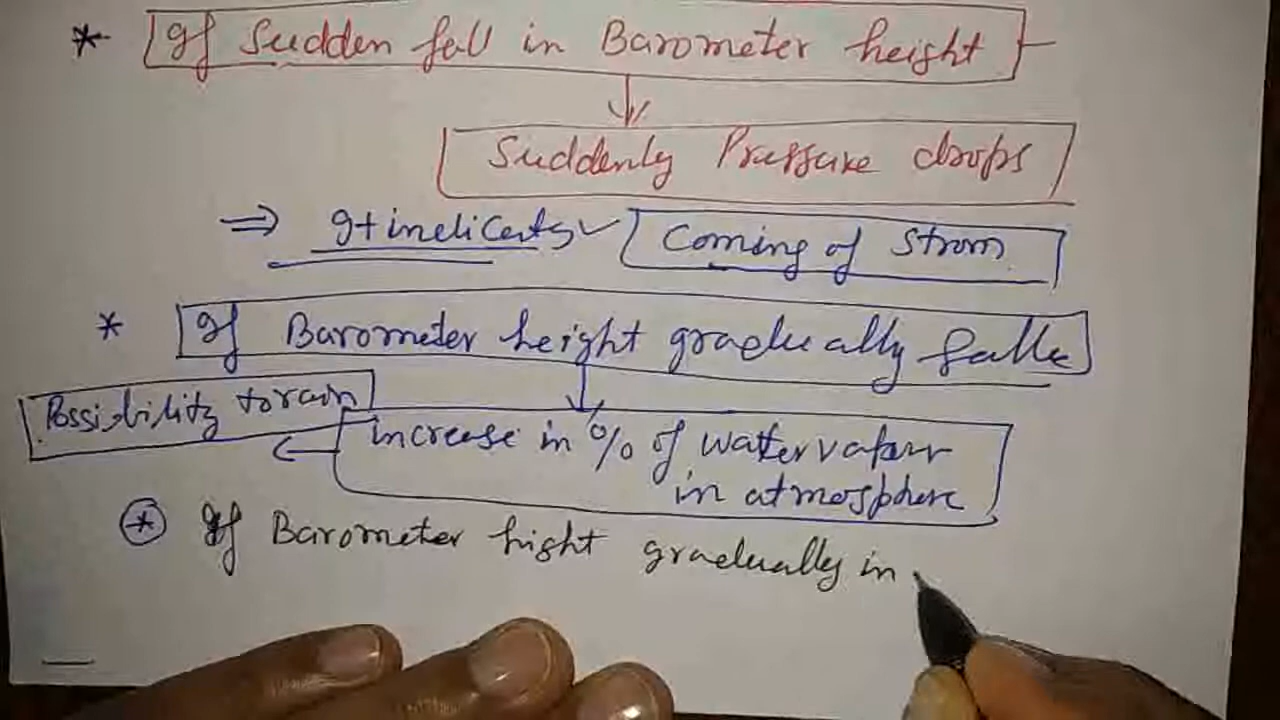 * If Sudden fall in Barometer height
Suddenly Pressure drops
⇒ It indicates Coming of Strom
* If Barometer height gradually falls
Possibility to rain
increase in % of water vapour
in atmosphere
* If Barometer hight gradually in